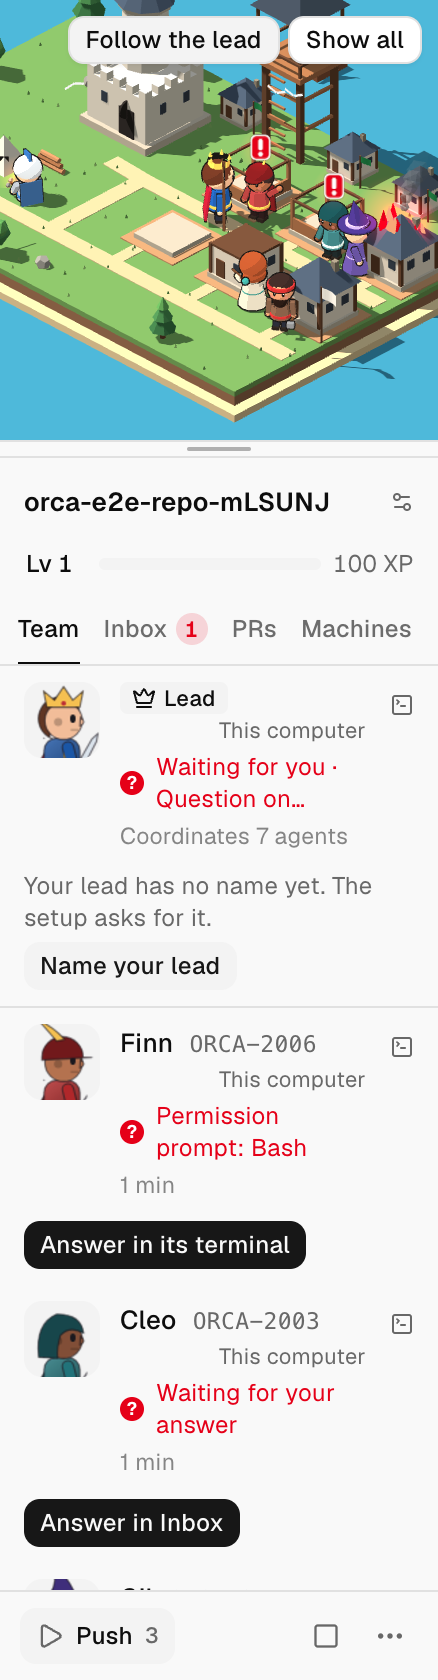 Follow the lead
Show all
orca-e2e-repo-mLSUNJ
Lv 1
100 XP
Team
Inbox 1
PRs
Machines
Lead
This computer
? Waiting for you ·
Question on...
Coordinates 7 agents
Your lead has no name yet. The
setup asks for it.
Name your lead
Finn ORCA-2006
This computer
? Permission
prompt: Bash
1 min
Answer in its terminal
Cleo ORCA-2003
This computer
? Waiting for your
answer
1 min
Answer in Inbox
Push 3